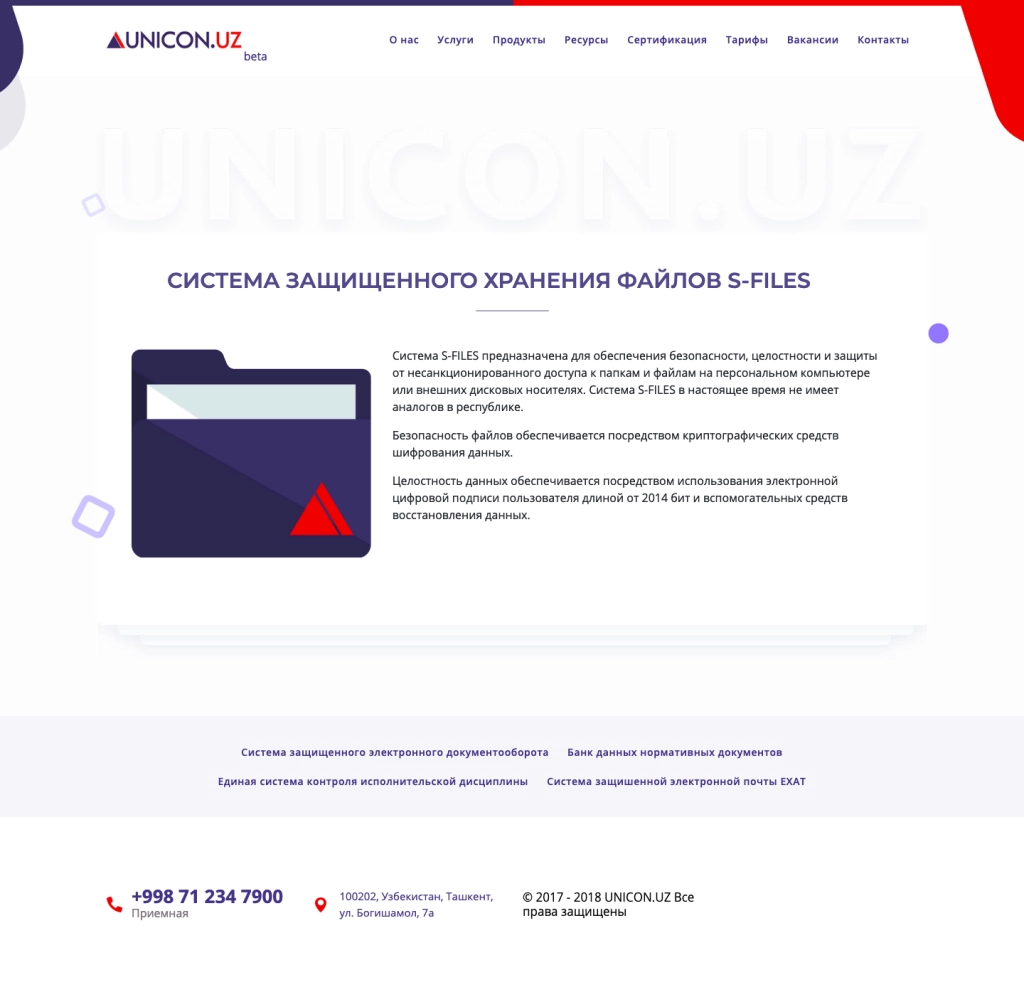 UNICON.UZ
beta
О нас Услуги Продукты Ресурсы Сертификация Тарифы Вакансии Контакты
UNICON.UZ
СИСТЕМА ЗАЩИЩЕННОГО ХРАНЕНИЯ ФАЙЛОВ S-FILES
Система S-FILES предназначена для обеспечения безопасности, целостности и защиты
от несанкционированного доступа к папкам и файлам на персональном компьютере
или внешних дисковых носителях. Система S-FILES в настоящее время не имеет
аналогов в республике.
Безопасность файлов обеспечивается посредством криптографических средств
шифрования данных.
Целостность данных обеспечивается посредством использования электронной
цифровой подписи пользователя длиной от 2014 бит и вспомогательных средств
восстановления данных.
Система защищенного электронного документооборота Банк данных нормативных документов
Единая система контроля исполнительской дисциплины Система защишенной электронной почты EXAT
+998 71 234 7900
Приемная
100202, Узбекистан, Ташкент,
ул. Богишамол, 7а
© 2017 - 2018 UNICON.UZ Все
права защищены